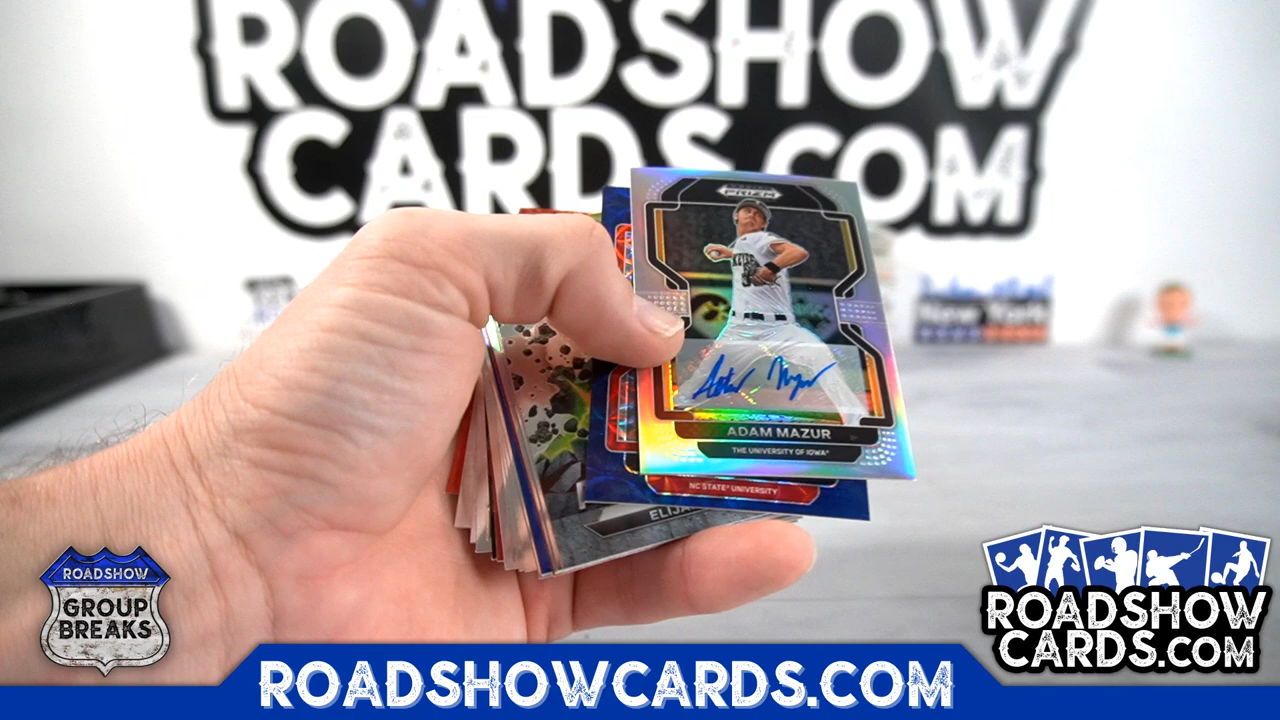 ROADSHOW
CARDS.COM
PRIZM
ADAM MAZUR
THE UNIVERSITY OF IOWA
NC STATE UNIVERSITY
ELIJA
New York
ROADSHOW
GROUP
BREAKS
ROADSHOW
CARDS.COM
ROADSHOWCARDS.COM